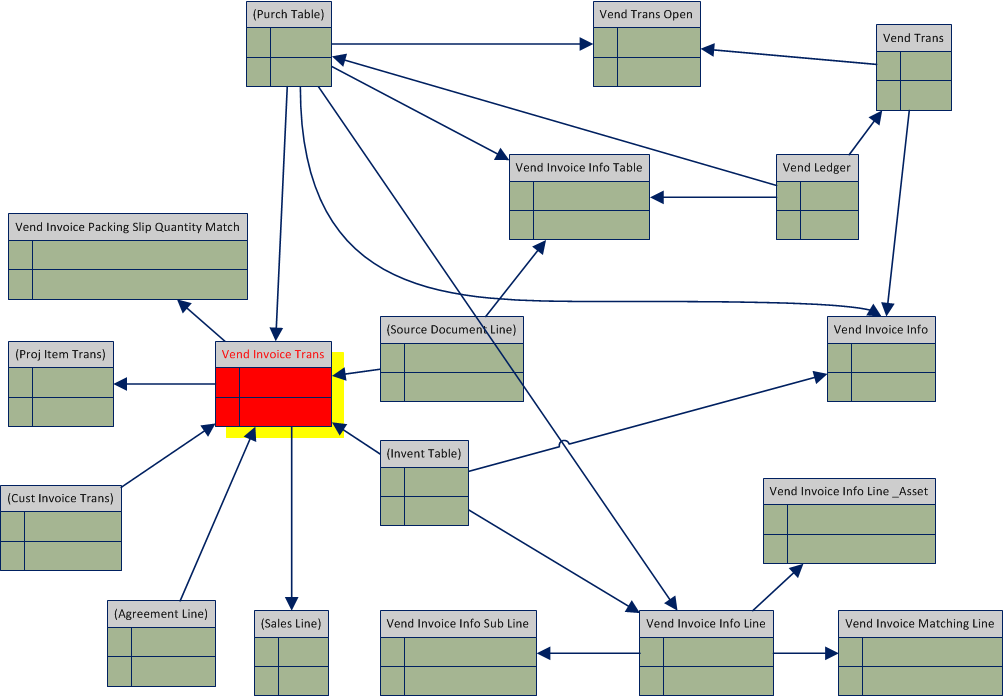 (Purch Table)
Vend Trans Open
Vend Trans
Vend Invoice Info Table
Vend Ledger
Vend Invoice Packing Slip Quantity Match
(Source Document Line)
Vend Invoice Info
(Proj Item Trans)
Vend Invoice Trans
(Invent Table)
(Cust Invoice Trans)
Vend Invoice Info Line _Asset
(Agreement Line)
(Sales Line)
Vend Invoice Info Sub Line
Vend Invoice Info Line
Vend Invoice Matching Line